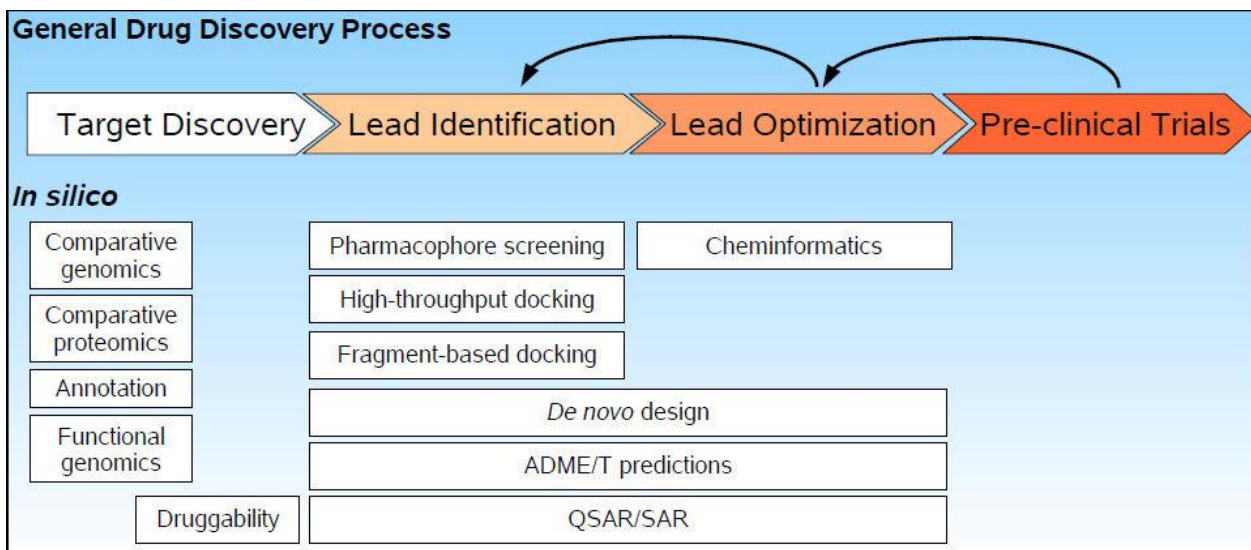 General Drug Discovery Process
Target Discovery
Lead Identification
Lead Optimization
Pre-clinical Trials
In silico
Comparative
genomics
Comparative
proteomics
Annotation
Functional
genomics
Druggability
Pharmacophore screening
High-throughput docking
Fragment-based docking
Cheminformatics
De novo design
ADME/T predictions
QSAR/SAR